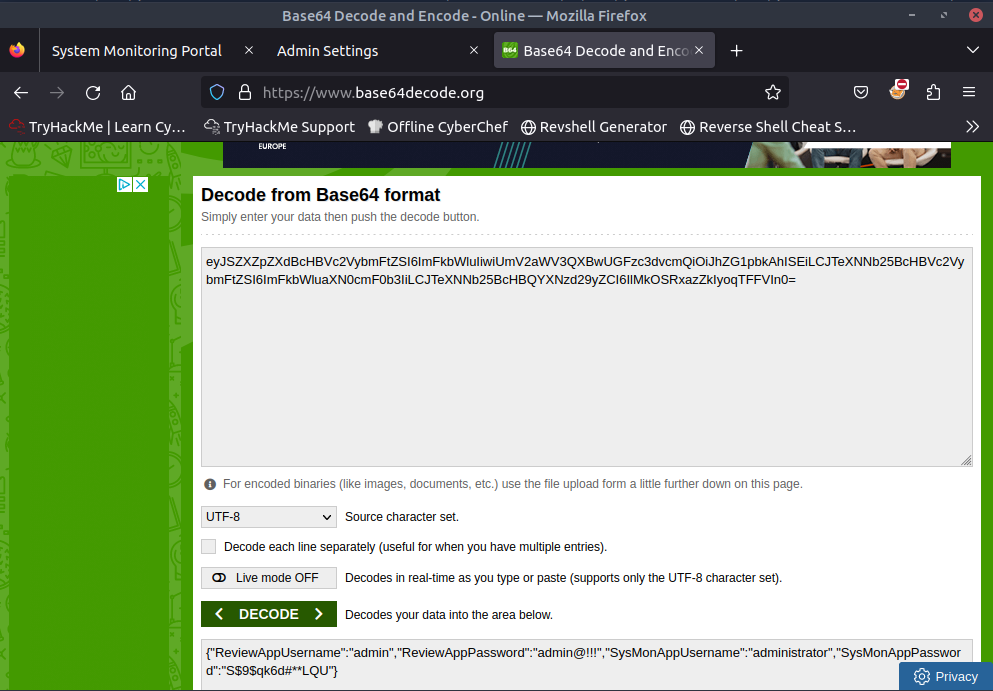 Base64 Decode and Encode - Online — Mozilla Firefox
System Monitoring Portal
Admin Settings
B64 Base64 Decode and Enco
https://www.base64decode.org
TryHackMe | Learn Cy… TryHackMe Support Offline CyberChef Revshell Generator Reverse Shell Cheat S…
EUROPE
Decode from Base64 format
Simply enter your data then push the decode button.
eyJSZXZpZXdBcHBVc2VybmFtZSI6ImFkbWluIiwiUmV2aWV3QXBwUGFzc3dvcmQiOiJhZG1pbkAhISEiLCJTeXNNb25BcHBVc2Vy
bmFtZSI6ImFkbWluaXN0cmF0b3IiLCJTeXNNb25BcHBQYXNzd29yZCI6IlMkOSRxazZkIyoqTFFVIn0=
For encoded binaries (like images, documents, etc.) use the file upload form a little further down on this page.
UTF-8 Source character set.
Decode each line separately (useful for when you have multiple entries).
Live mode OFF Decodes in real-time as you type or paste (supports only the UTF-8 character set).
DECODE Decodes your data into the area below.
{"ReviewAppUsername":"admin","ReviewAppPassword":"admin@!!!","SysMonAppUsername":"administrator","SysMonAppPasswor
d":"S$9$qk6d#**LQU"}
Privacy